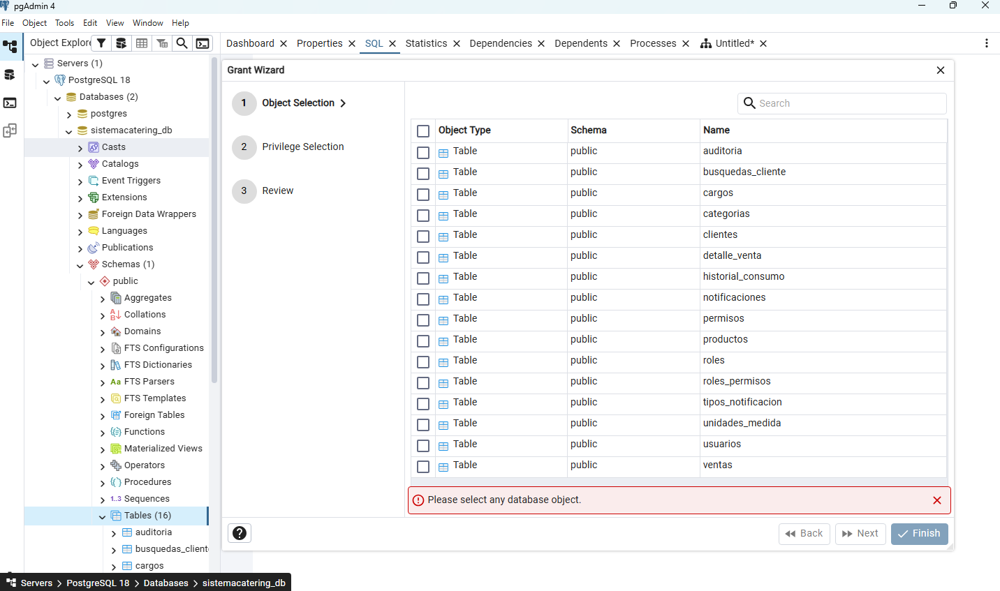 pgAdmin 4
File Object Tools Edit View Window Help
Object Explore
Dashboard Properties SQL Statistics Dependencies Dependents Processes Untitled*
Servers (1)
PostgreSQL 18
Databases (2)
postgres
sistemacatering_db
Casts
Catalogs
Event Triggers
Extensions
Foreign Data Wrappers
Languages
Publications
Schemas (1)
public
Aggregates
Collations
Domains
FTS Configurations
FTS Dictionaries
Aa FTS Parsers
FTS Templates
Foreign Tables
Functions
Materialized Views
Operators
Procedures
1..3 Sequences
Tables (16)
auditoria
busquedas_client
cargos
Grant Wizard
1 Object Selection
2 Privilege Selection
3 Review
Search
Object Type Schema Name
Table public auditoria
Table public busquedas_cliente
Table public cargos
Table public categorias
Table public clientes
Table public detalle_venta
Table public historial_consumo
Table public notificaciones
Table public permisos
Table public productos
Table public roles
Table public roles_permisos
Table public tipos_notificacion
Table public unidades_medida
Table public usuarios
Table public ventas
Please select any database object.
? Back Next Finish
Servers > PostgreSQL 18 > Databases > sistemacatering_db